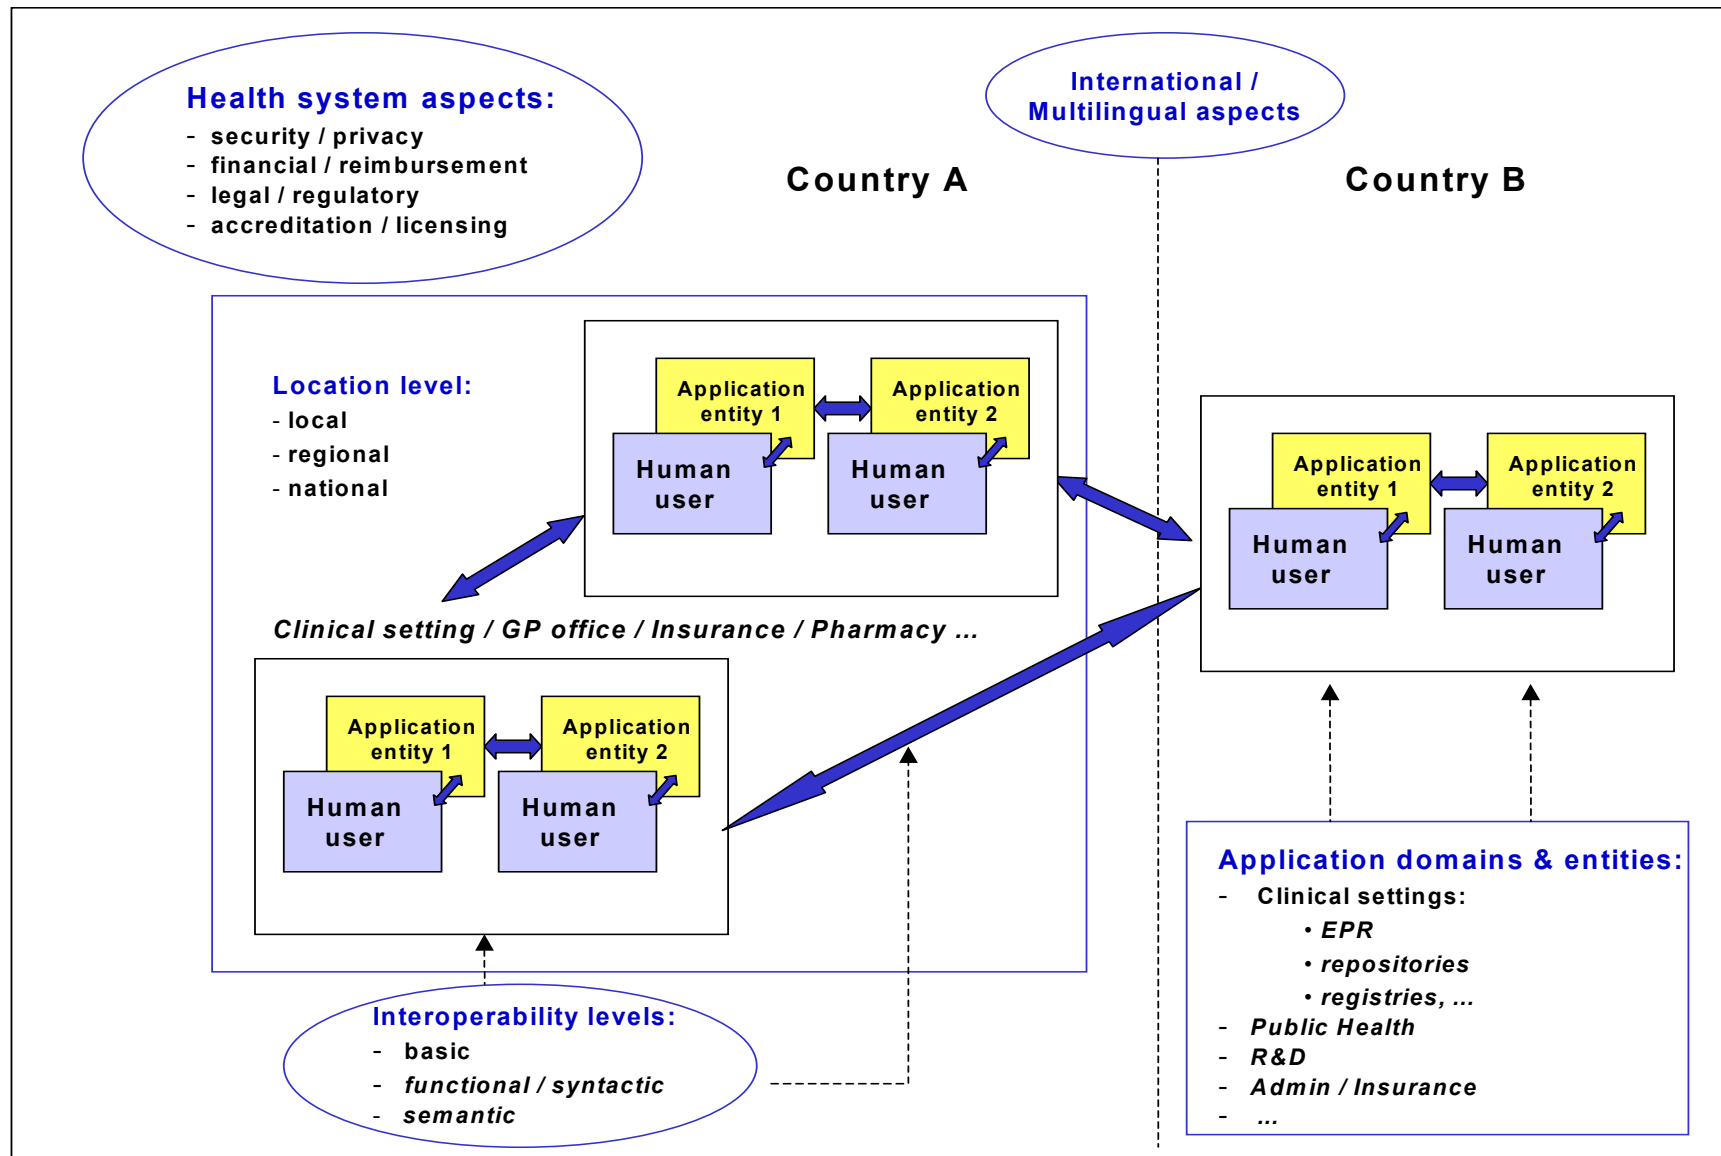 Health system aspects:
- security / privacy
- financial / reimbursement
- legal / regulatory
- accreditation / licensing
International /
Multilingual aspects
Country A
Country B
Location level:
- local
- regional
- national
Application
entity 1
Application
entity 2
Human
user
Human
user
Application
entity 1
Application
entity 2
Human
user
Human
user
Clinical setting / GP office / Insurance / Pharmacy ...
Application
entity 1
Application
entity 2
Human
user
Human
user
Interoperability levels:
- basic
- functional / syntactic
- semantic
Application domains & entities:
- Clinical settings:
• EPR
• repositories
• registries, ...
- Public Health
- R&D
- Admin / Insurance
- ...